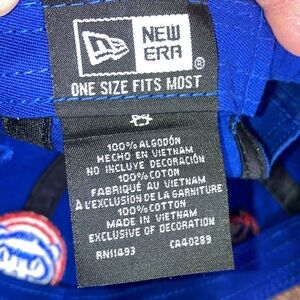 NEW
ERA
®
ONE SIZE FITS MOST
100% ALGODÓN
HECHO EN VIETNAM
NO INCLUYE DECORACIÓN
100% COTON
FABRIQUÉ AU VIETNAM
À L'EXCLUSION DE LA GARNITURE
100% COTTON
MADE IN VIETNAM
EXCLUSIVE OF DECORATION
RN11493 CA40289